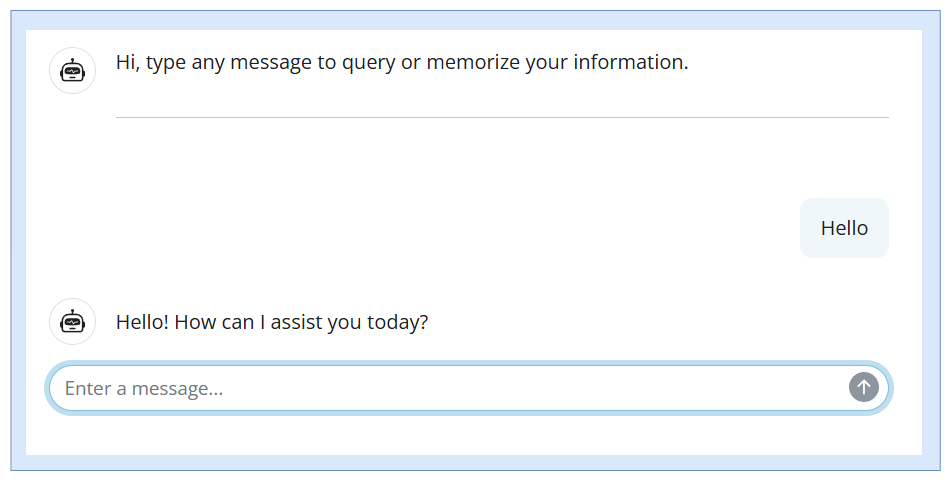 Hi, type any message to query or memorize your information.
Hello
Hello! How can I assist you today?
Enter a message...